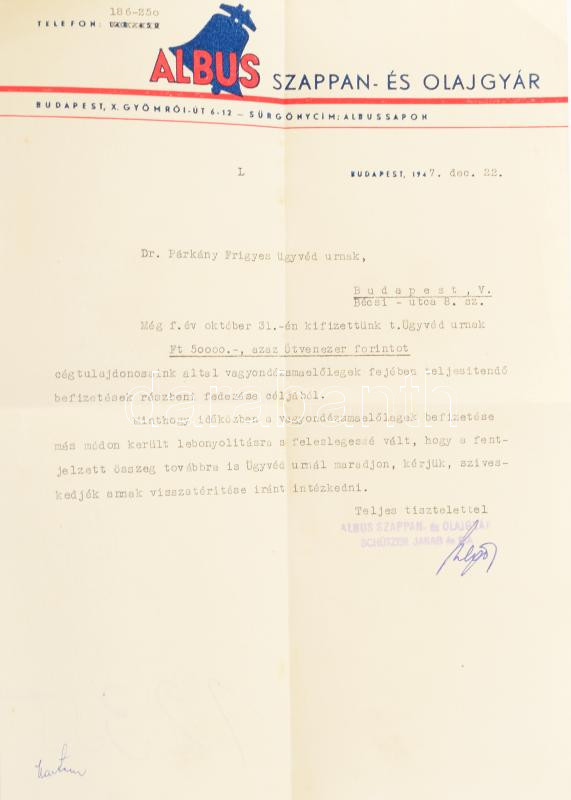 186-250
TELEFON:
ALBUS SZAPPAN- ÉS OLAJGYÁR
BUDAPEST, X. GYÖMRŐI-ÚT 6-12 – SÜRGÖNYCIM: ALBUSSAPON
L
BUDAPEST, 1947. dec. 22.
Dr. Párkány Frigyes ügyvéd urnak,
Budapest, V.
Bécsi - utca 8. sz.
Még f.év október 31.-én kifizettünk t.Ügyvéd urnak
Ft 50000.-, azaz Ötvenezer forintot
cégtulajdonosaink által vagyondézsmaelőlegek fejében teljesitendő
befizetések részbeni fedezése céljából.
Minthogy időközben a vagyondézsmaelőlegek befizetése
más módon került lebonyolitásra s feleslegessé vált, hogy a fent-
jelzett összeg továbbra is Ügyvéd urnál maradjon, kérjük, szives-
kedjék annak visszatéritése iránt intézkedni.
Teljes tisztelettel
ALBUS SZAPPAN- és OLAJGYÁR
SCHÜTZER JAKAB és FIA
darabanth